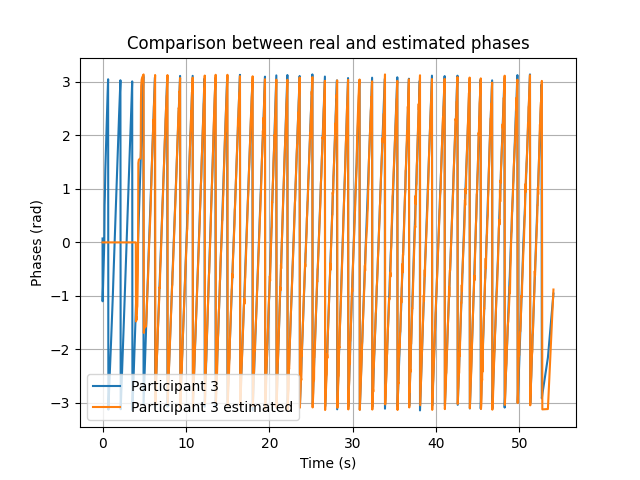 Comparison between real and estimated phases
3
2
1
0
−1
−2
−3
Phases (rad)
Participant 3
Participant 3 estimated
0 10 20 30 40 50
Time (s)